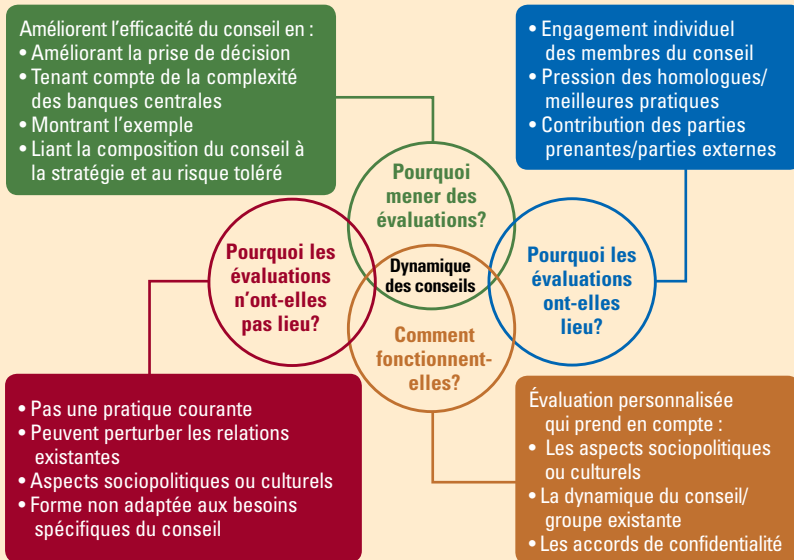 Améliorent l'efficacité du conseil en :
• Améliorant la prise de décision
• Tenant compte de la complexité
des banques centrales
• Montrant l'exemple
• Liant la composition du conseil à
la stratégie et au risque toléré
• Engagement individuel
des membres du conseil
• Pression des homologues/
meilleures pratiques
• Contribution des parties
prenantes/parties externes
Pourquoi
mener des
évaluations?
Pourquoi les
évaluations
n'ont-elles
pas lieu?
Dynamique
des conseils
Pourquoi les
évaluations
ont-elles
lieu?
Comment
fonctionnent-
elles?
• Pas une pratique courante
• Peuvent perturber les relations
existantes
• Aspects sociopolitiques ou culturels
• Forme non adaptée aux besoins
spécifiques du conseil
Évaluation personnalisée
qui prend en compte :
• Les aspects sociopolitiques
ou culturels
• La dynamique du conseil/
groupe existante
• Les accords de confidentialité